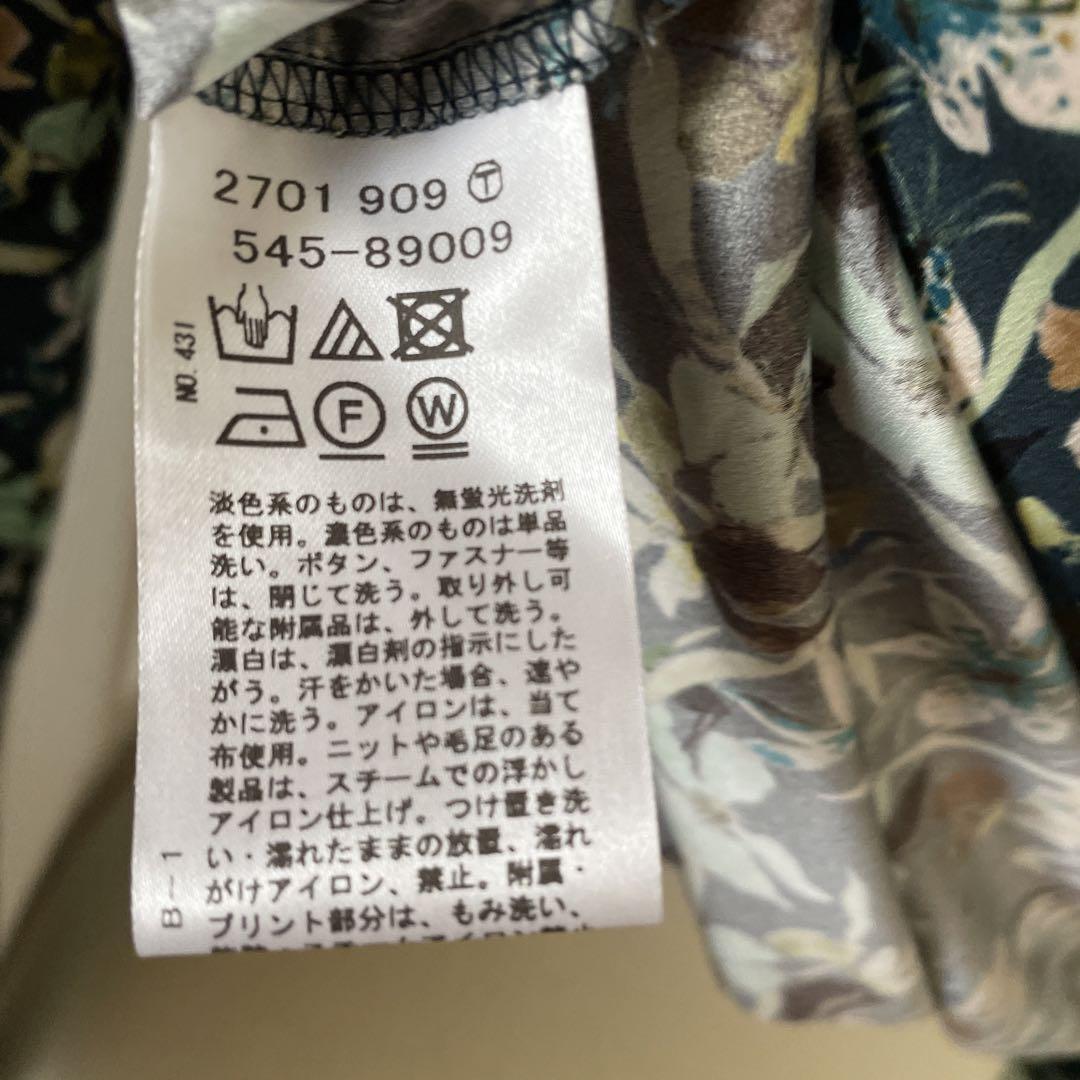 2701 909 T
545-89009
NO. 431
F
W
淡色系のものは、無蛍光洗剤
を使用。濃色系のものは単品
洗い。ボタン、ファスナー等
は、閉じて洗う。取り外し可
能な附属品は、外して洗う。
漂白は、漂白剤の指示にした
がう。汗をかいた場合、速や
かに洗う。アイロンは、当て
布使用。ニットや毛足のある
製品は、スチームでの浮かし
アイロン仕上げ。つけ置き洗
い・濡れたままの放置、濡れ
がけアイロン、禁止。附属・
プリント部分は、もみ洗い、
B-1